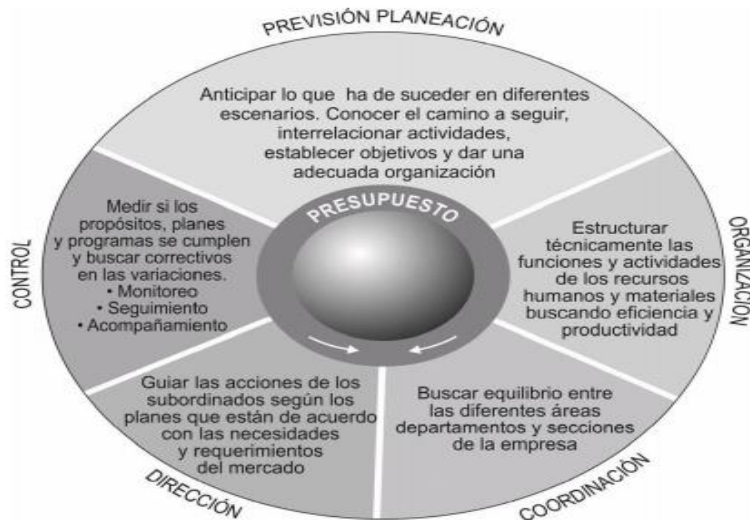 PREVISIÓN PLANEACIÓN
Anticipar lo que ha de suceder en diferentes
escenarios. Conocer el camino a seguir,
interrelacionar actividades,
establecer objetivos y dar una
adecuada organización
PRESUPUESTO
ORGANIZACIÓN
Estructurar
técnicamente las
funciones y actividades
de los recursos
humanos y materiales
buscando eficiencia y
productividad
COORDINACIÓN
Buscar equilibrio entre
las diferentes áreas
departamentos y secciones
de la empresa
DIRECCIÓN
Guiar las acciones de los
subordinados según los
planes que están de acuerdo
con las necesidades
y requerimientos
del mercado
CONTROL
Medir si los
propósitos, planes
y programas se cumplen
y buscar correctivos
en las variaciones.
• Monitoreo
• Seguimiento
• Acompañamiento